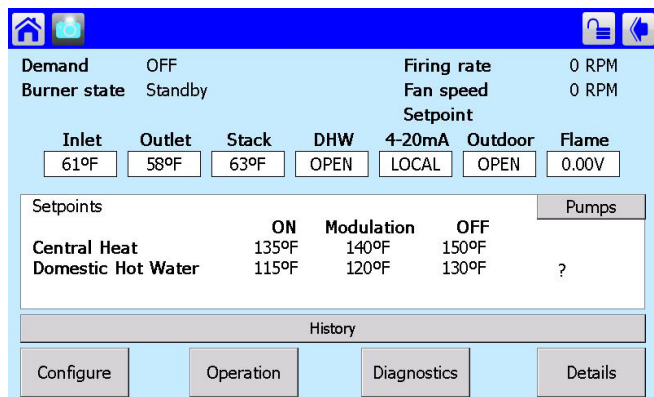 Demand OFF Firing rate 0 RPM
Burner state Standby Fan speed 0 RPM
Setpoint
Inlet Outlet Stack DHW 4-20mA Outdoor Flame
61ºF 58ºF 63ºF OPEN LOCAL OPEN 0.00V
Setpoints Pumps
ON Modulation OFF
Central Heat 135ºF 140ºF 150ºF
Domestic Hot Water 115ºF 120ºF 130ºF ?
History
Configure Operation Diagnostics Details